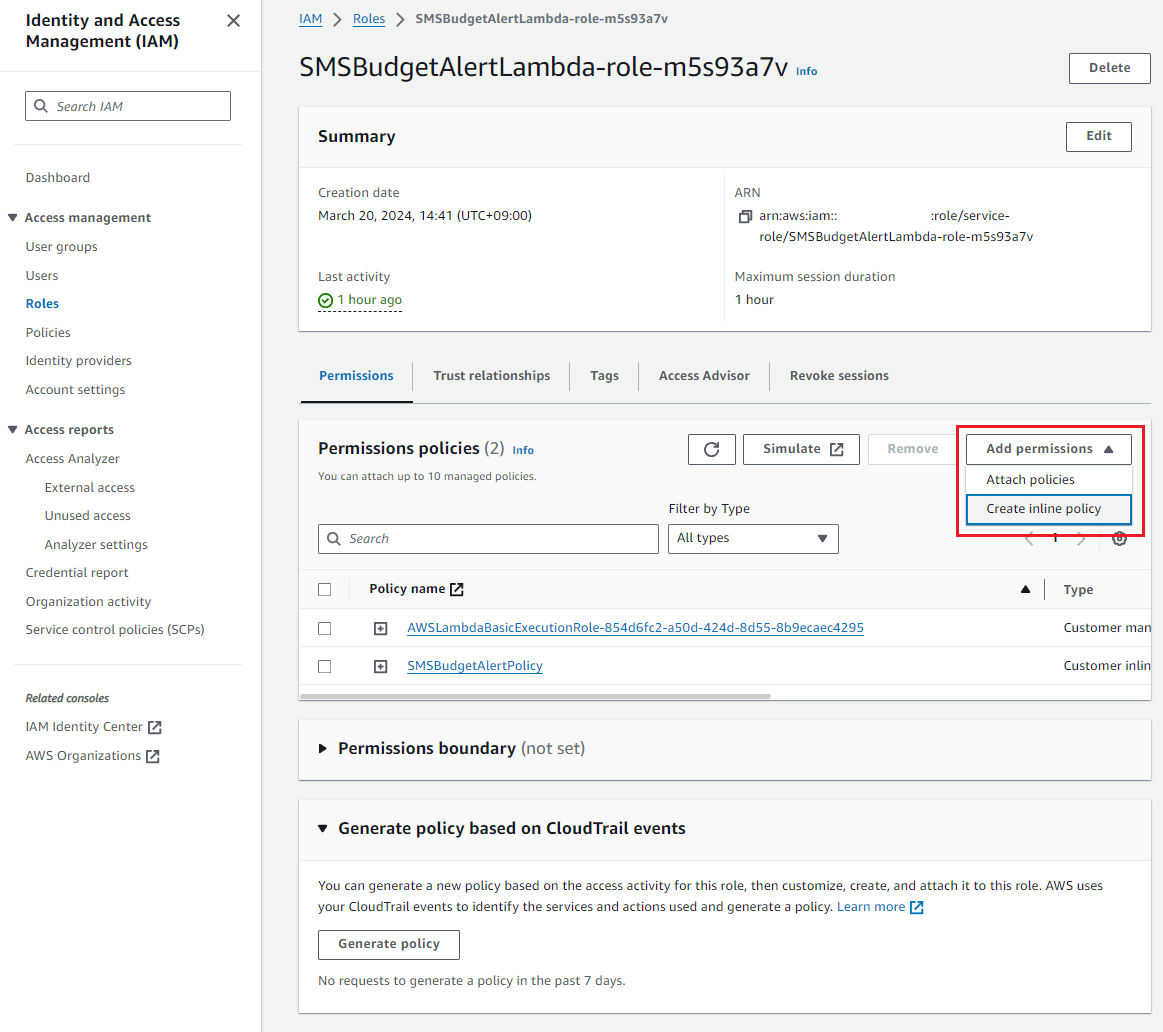 Identity and Access
Management (IAM)
Search IAM
Dashboard
Access management
User groups
Users
Roles
Policies
Identity providers
Account settings
Access reports
Access Analyzer
External access
Unused access
Analyzer settings
Credential report
Organization activity
Service control policies (SCPs)
Related consoles
IAM Identity Center
AWS Organizations
IAM > Roles > SMSBudgetAlertLambda-role-m5s93a7v
SMSBudgetAlertLambda-role-m5s93a7v Info
Delete
Summary
Edit
Creation date
March 20, 2024, 14:41 (UTC+09:00)
ARN
arn:aws:iam:: :role/service-
role/SMSBudgetAlertLambda-role-m5s93a7v
Last activity
1 hour ago
Maximum session duration
1 hour
Permissions
Trust relationships
Tags
Access Advisor
Revoke sessions
Permissions policies (2) Info
Simulate
Remove
Add permissions
You can attach up to 10 managed policies.
Attach policies
Create inline policy
Filter by Type
Search
All types
1
Policy name
Type
AWSLambdaBasicExecutionRole-854d6fc2-a50d-424d-8d55-8b9ecaec4295
Customer man
SMSBudgetAlertPolicy
Customer inlin
Permissions boundary (not set)
Generate policy based on CloudTrail events
You can generate a new policy based on the access activity for this role, then customize, create, and attach it to this role. AWS uses
your CloudTrail events to identify the services and actions used and generate a policy. Learn more
Generate policy
No requests to generate a policy in the past 7 days.